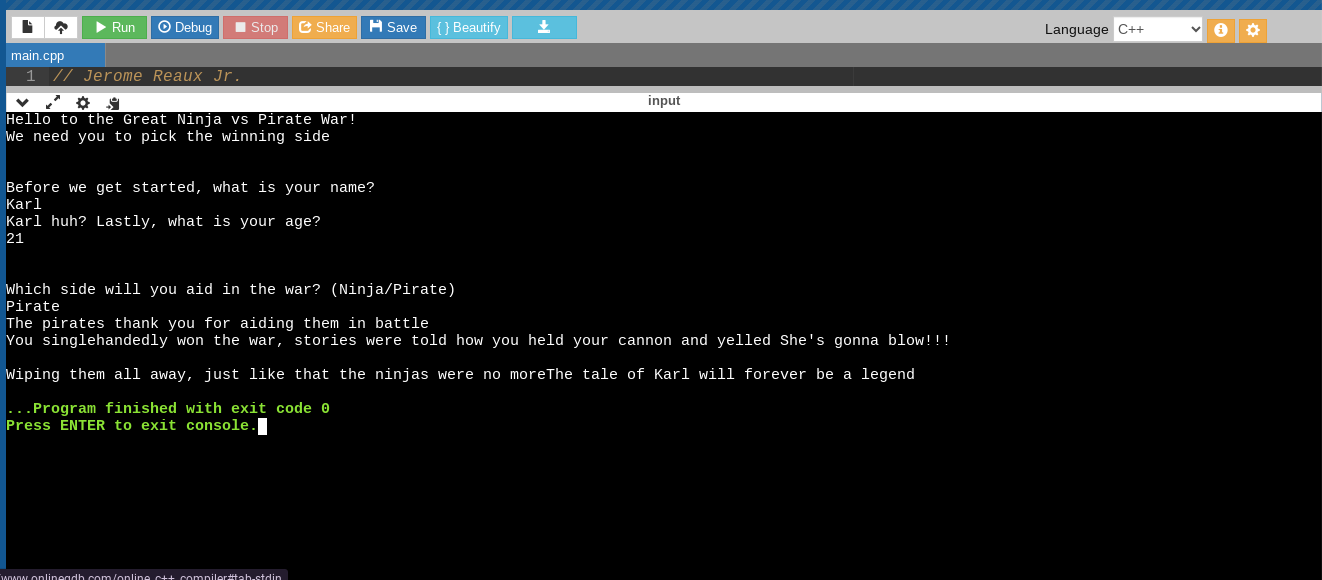 Run Debug Stop Share Save { } Beautify Language C++
main.cpp
1 // Jerome Reaux Jr.
input
Hello to the Great Ninja vs Pirate War!
We need you to pick the winning side
Before we get started, what is your name?
Karl
Karl huh? Lastly, what is your age?
21
Which side will you aid in the war? (Ninja/Pirate)
Pirate
The pirates thank you for aiding them in battle
You singlehandedly won the war, stories were told how you held your cannon and yelled She's gonna blow!!!
Wiping them all away, just like that the ninjas were no moreThe tale of Karl will forever be a legend
...Program finished with exit code 0
Press ENTER to exit console.
www.onlinegdb.com/online_c++_compiler#tab-stdin